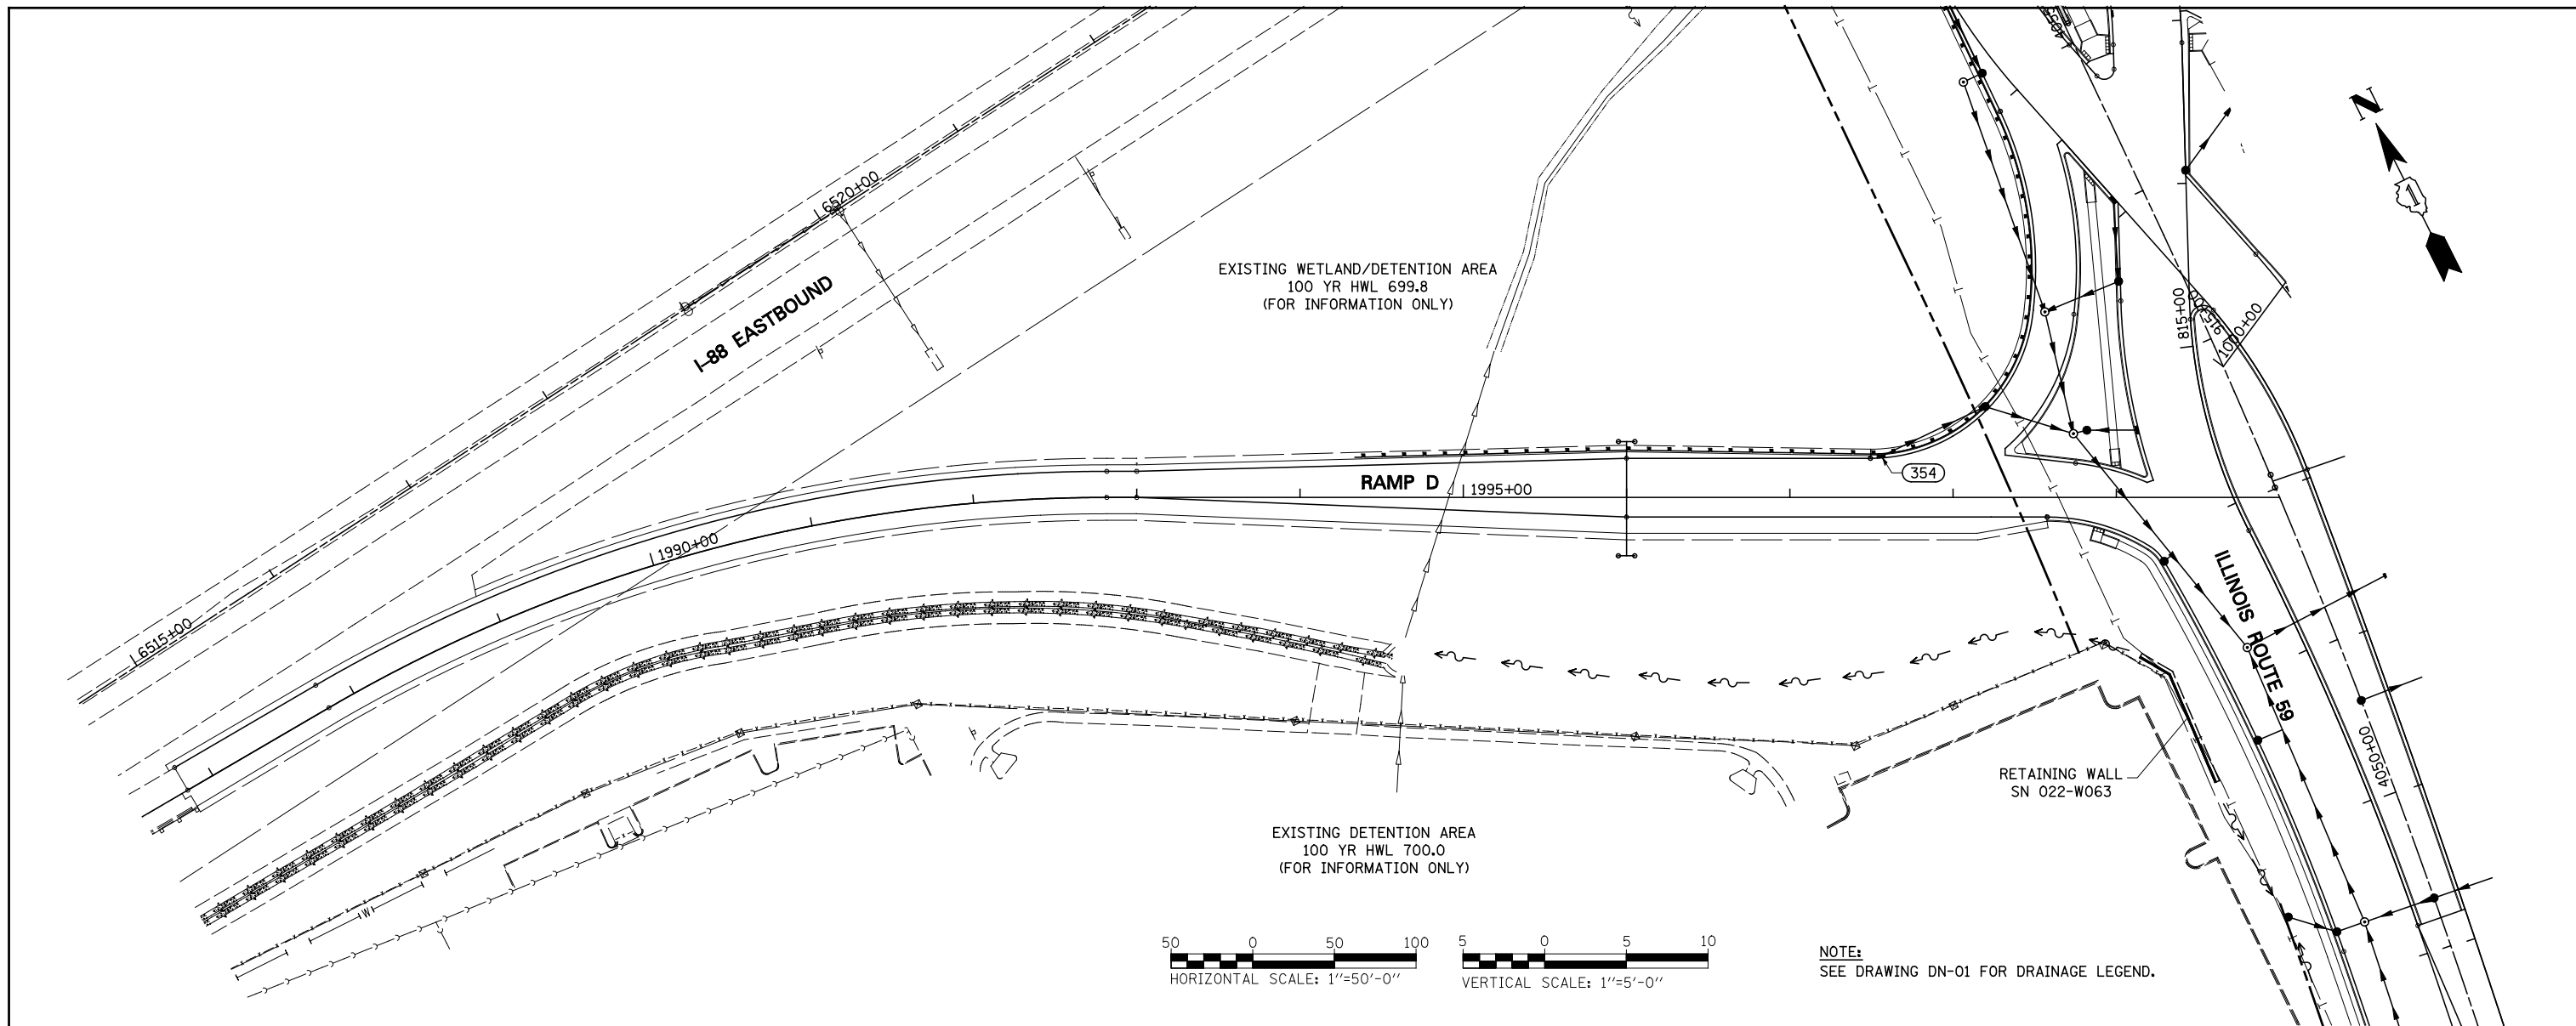 N
1
6520+00
I-88 EASTBOUND
6515+00
EXISTING WETLAND/DETENTION AREA
100 YR HWL 699.8
(FOR INFORMATION ONLY)
815+00
100+00
RAMP D
1995+00
354
1990+00
ILLINOIS ROUTE 59
4050+00
RETAINING WALL
SN 022-W063
W
EXISTING DETENTION AREA
100 YR HWL 700.0
(FOR INFORMATION ONLY)
50 0 50 100
HORIZONTAL SCALE: 1"=50'-0"
5 0 5 10
VERTICAL SCALE: 1"=5'-0"
NOTE:
SEE DRAWING DN-01 FOR DRAINAGE LEGEND.